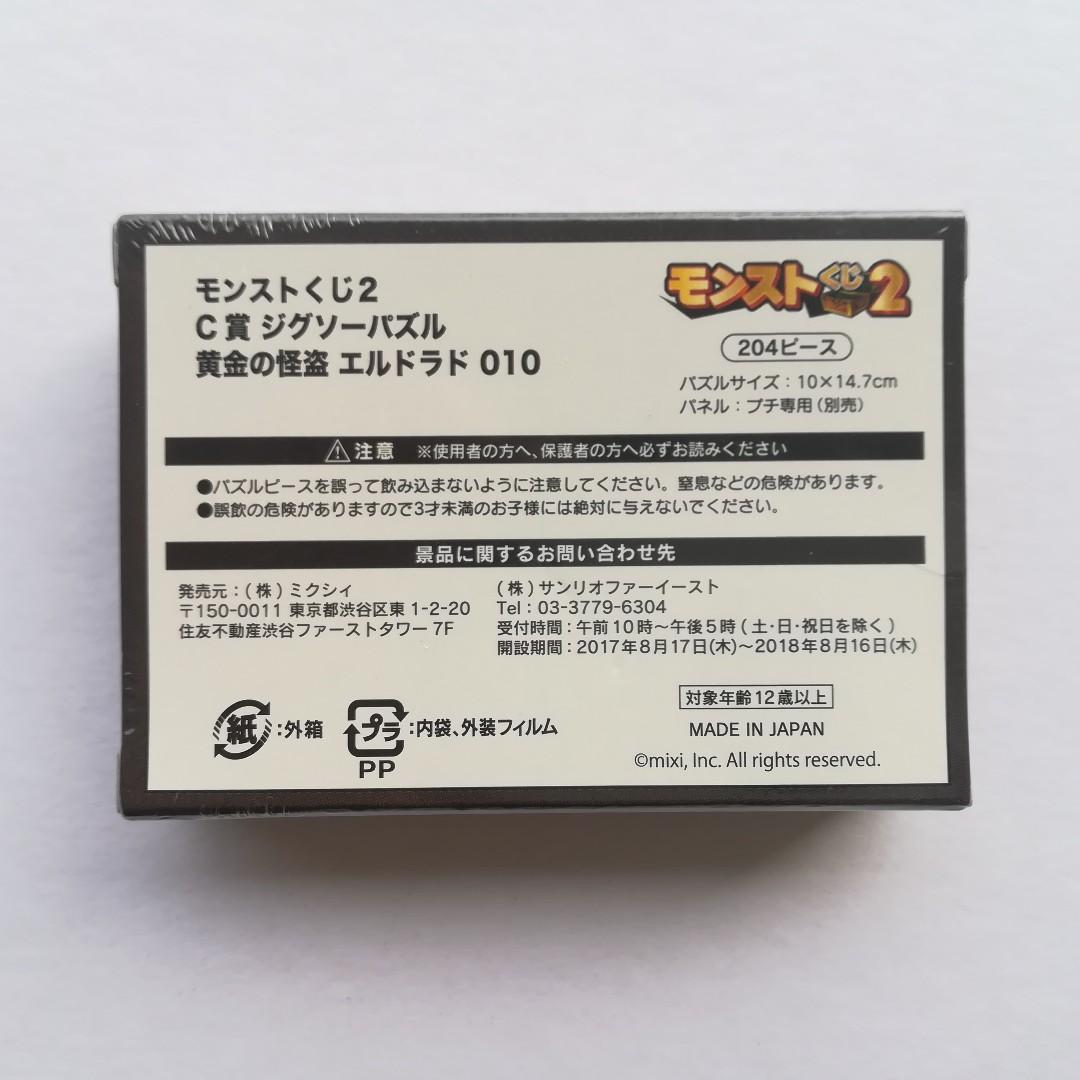 モンストくじ2
C賞 ジグソーパズル
黄金の怪盗 エルドラド 010
モンストくじ2
204ピース
パズルサイズ：10×14.7cm
パネル：プチ専用（別売）
注意 ※使用者の方へ、保護者の方へ必ずお読みください
●パズルピースを誤って飲み込まないように注意してください。窒息などの危険があります。
●誤飲の危険がありますので3才未満のお子様には絶対に与えないでください。
景品に関するお問い合わせ先
発売元：(株)ミクシィ
〒150-0011 東京都渋谷区東 1-2-20
住友不動産渋谷ファーストタワー 7F
(株)サンリオファーイースト
Tel：03-3779-6304
受付時間：午前10時～午後5時(土・日・祝日を除く)
開設期間：2017年8月17日(木)～2018年8月16日(木)
紙：外箱
プラ：内袋、外装フィルム
PP
対象年齢12歳以上
MADE IN JAPAN
©mixi, Inc. All rights reserved.